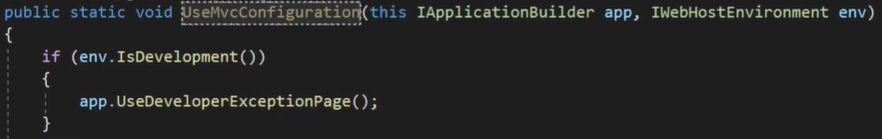 public static void UseMvcConfiguration(this IApplicationBuilder app, IWebHostEnvironment env)
{
if (env.IsDevelopment())
{
app.UseDeveloperExceptionPage();
}